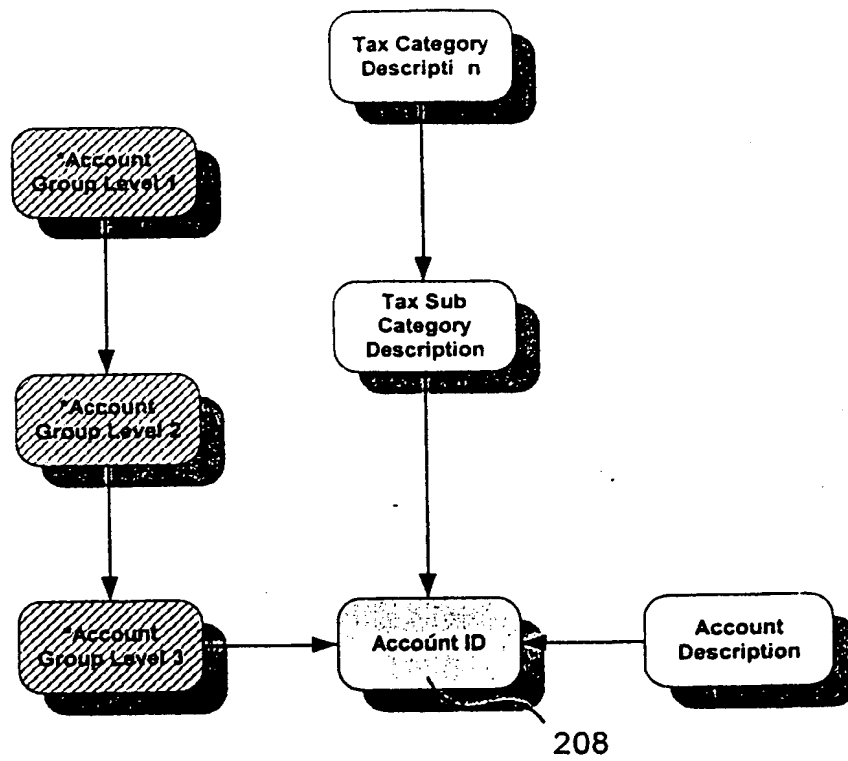 Tax Category
Descripti n
*Account
Group Level 1
Tax Sub
Category
Description
*Account
Group Level 2
*Account
Group Level 3
Account ID
Account
Description
208